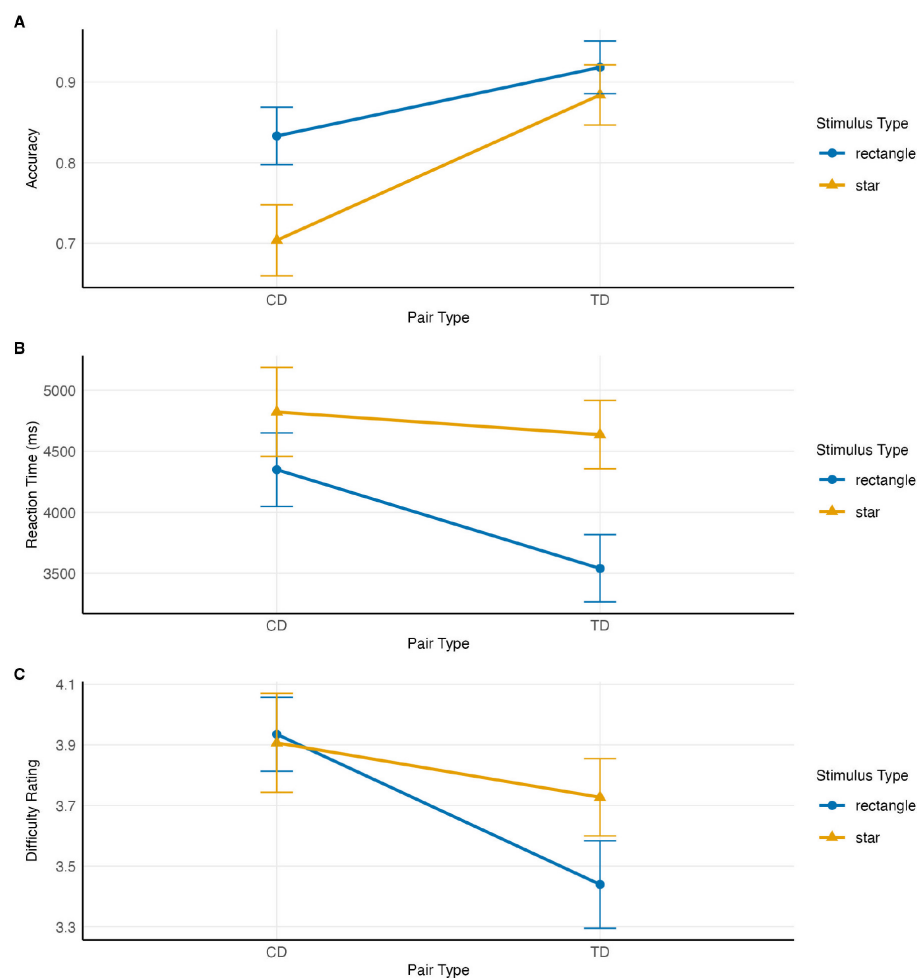 A
0.9
0.8
0.7
Accuracy
CD TD
Pair Type
Stimulus Type
rectangle
star
B
5000
4500
4000
3500
Reaction Time (ms)
CD TD
Pair Type
Stimulus Type
rectangle
star
C
4.1
3.9
3.7
3.5
3.3
Difficulty Rating
CD TD
Pair Type
Stimulus Type
rectangle
star